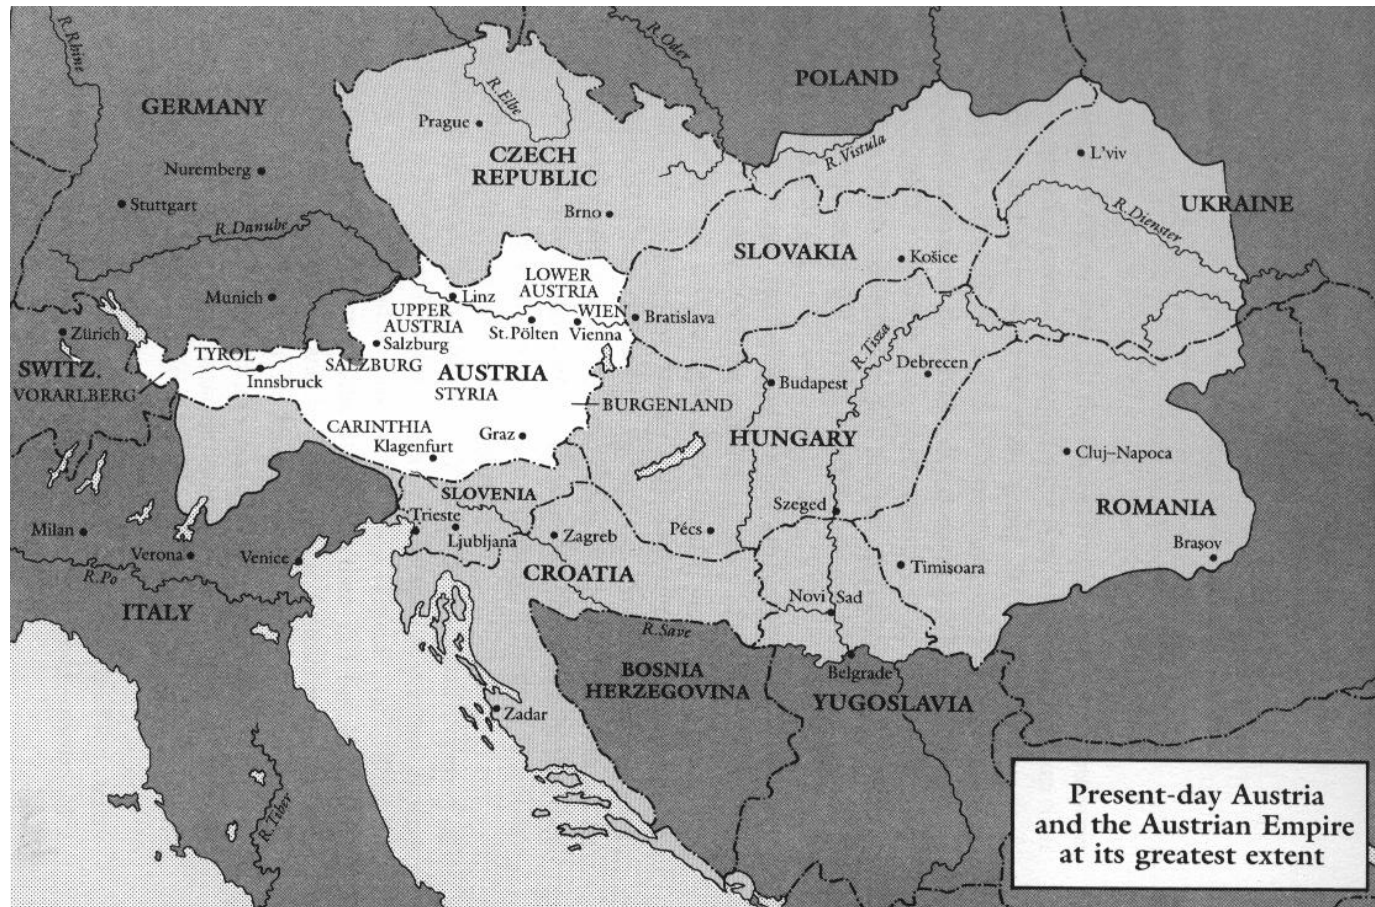 R.Rhine
R.Oder
POLAND
GERMANY
R.Elbe
Prague
CZECH
REPUBLIC
R.Vistula
L'viv
Nuremberg
Stuttgart
UKRAINE
R.Dienster
Brno
R.Danube
SLOVAKIA
Košice
LOWER
AUSTRIA
Munich
Linz
UPPER
AUSTRIA
WIEN
St.Pölten
Vienna
Bratislava
Zürich
Salzburg
R.Tisza
TYROL
SALZBURG
SWITZ.
Innsbruck
AUSTRIA
STYRIA
Debrecen
Budapest
VORARLBERG
BURGENLAND
CARINTHIA
Klagenfurt
Graz
HUNGARY
Cluj–Napoca
SLOVENIA
Szeged
ROMANIA
Milan
Trieste
Ljubljana
Zagreb
Pécs
Verona
Venice
Brașov
R.Po
CROATIA
Timișoara
ITALY
Novi Sad
R.Save
BOSNIA
HERZEGOVINA
Belgrade
YUGOSLAVIA
Zadar
R.Tiber
Present-day Austria
and the Austrian Empire
at its greatest extent